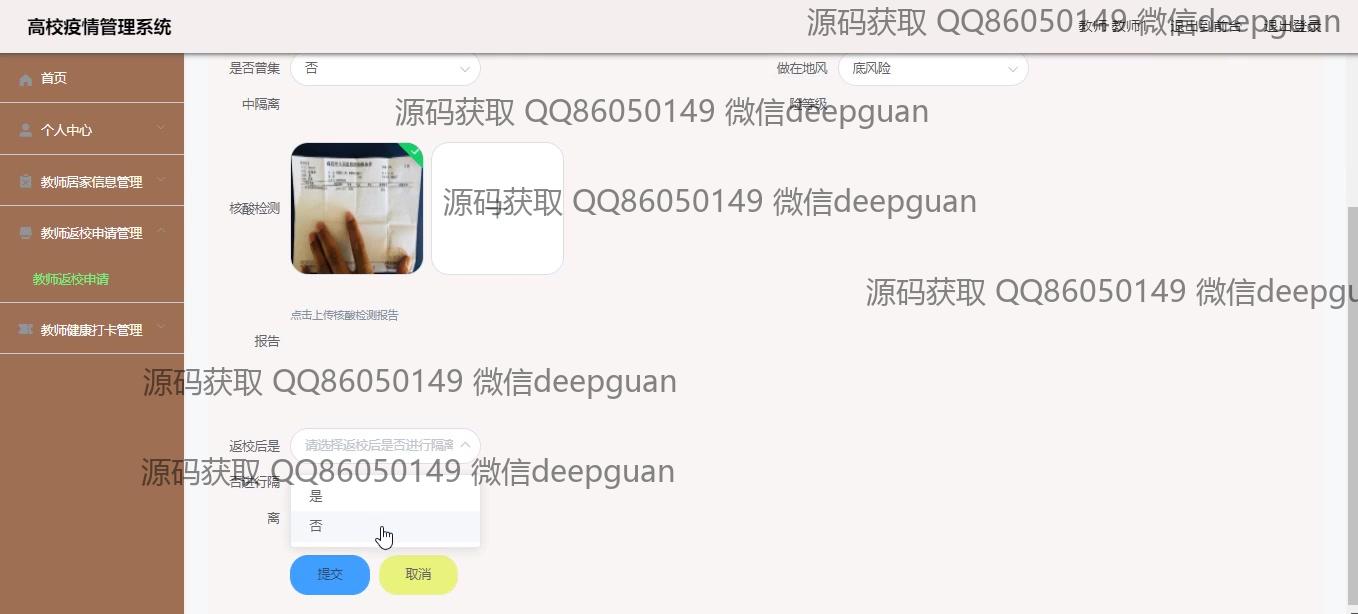 高校疫情管理系统
源码获取 QQ86050149 微信deepguan
教师 教师1
退出到前台
退出登录
首页
个人中心
教师居家信息管理
教师返校申请管理
教师返校申请
教师健康打卡管理
是否曾集
中隔离
否
做在地风
险等级
底风险
源码获取 QQ86050149 微信deepguan
核酸检测
报告
源码获取 QQ86050149 微信deepguan
源码获取 QQ86050149 微信deepgu
点击上传核酸检测报告
源码获取 QQ86050149 微信deepguan
返校后是
否进行隔
离
请选择返校后是否进行隔离
源码获取 QQ86050149 微信deepguan
是
否
提交
取消